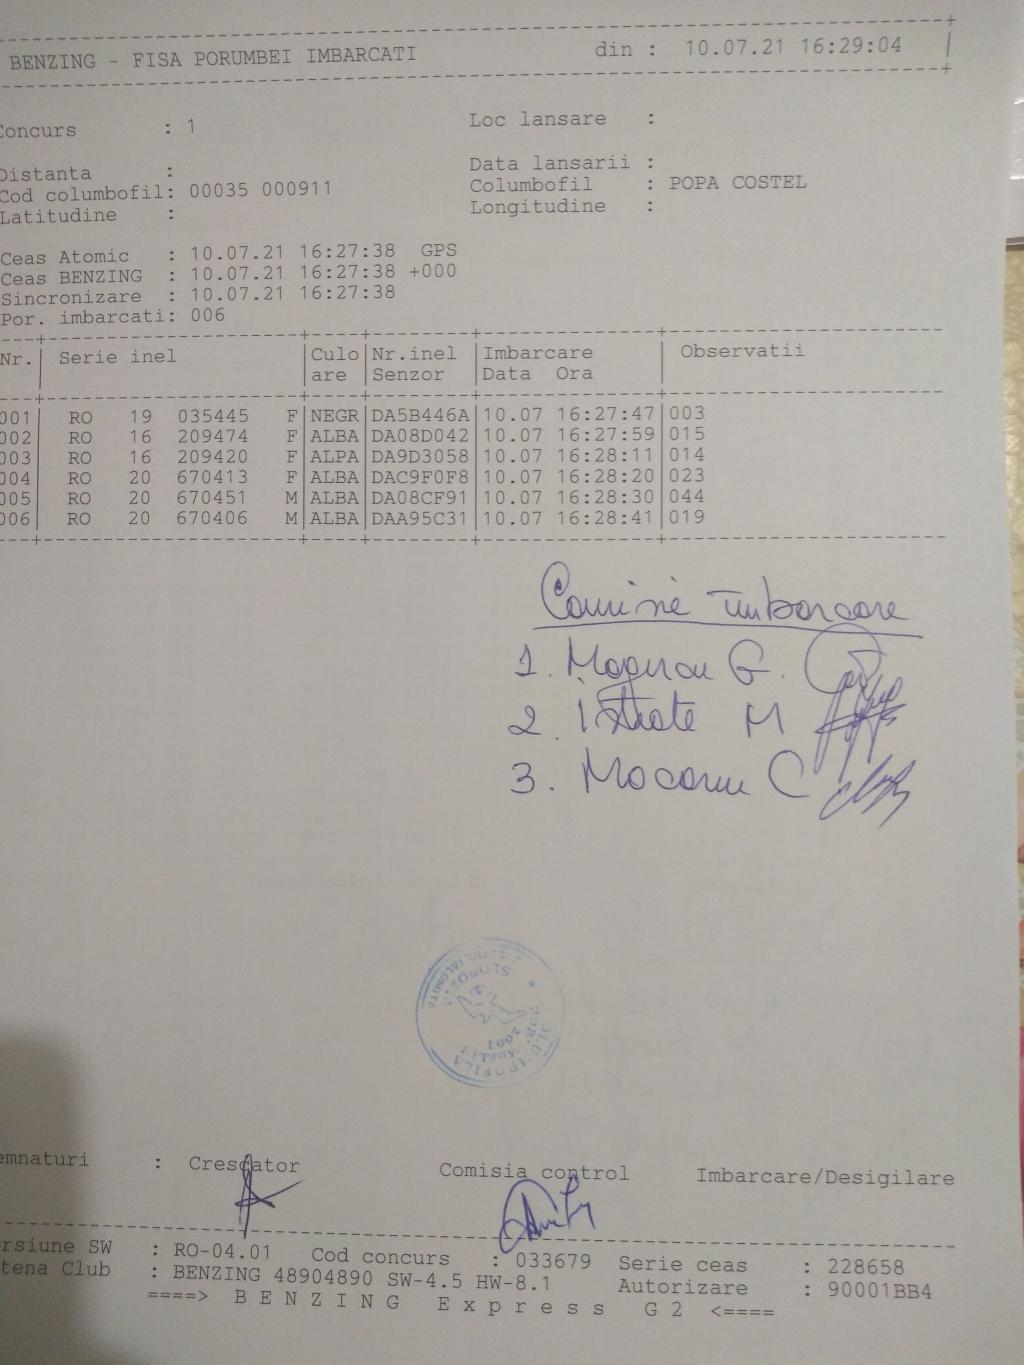 BENZING - FISA PORUMBEI IMBARCATI din : 10.07.21 16:29:04
Concurs : 1 Loc lansare :
Distanta : Data lansarii :
Cod columbofil: 00035 000911 Columbofil : POPA COSTEL
Latitudine : Longitudine :
Ceas Atomic : 10.07.21 16:27:38 GPS
Ceas BENZING : 10.07.21 16:27:38 +000
Sincronizare : 10.07.21 16:27:38
Por. imbarcati: 006
Nr. Serie inel Culo Nr.inel Imbarcare Observatii
are Senzor Data Ora
001 RO 19 035445 F NEGR DA5B446A 10.07 16:27:47 003
002 RO 16 209474 F ALBA DA08D042 10.07 16:27:59 015
003 RO 16 209420 F ALPA DA9D3058 10.07 16:28:11 014
004 RO 20 670413 F ALBA DAC9F0F8 10.07 16:28:20 023
005 RO 20 670451 M ALBA DA08CF91 10.07 16:28:30 044
006 RO 20 670406 M ALBA DAA95C31 10.07 16:28:41 019
Comisie imbarcare
1. G.
2. Istrate M
3. Mocanu C
SLOBOZIA
2001
emnaturi : Crescator Comisia control Imbarcare/Desigilare
rsiune SW : RO-04.01 Cod concurs : 033679 Serie ceas : 228658
tena Club : BENZING 48904890 SW-4.5 HW-8.1 Autorizare : 90001BB4
====> B E N Z I N G E x p r e s s G 2 <====